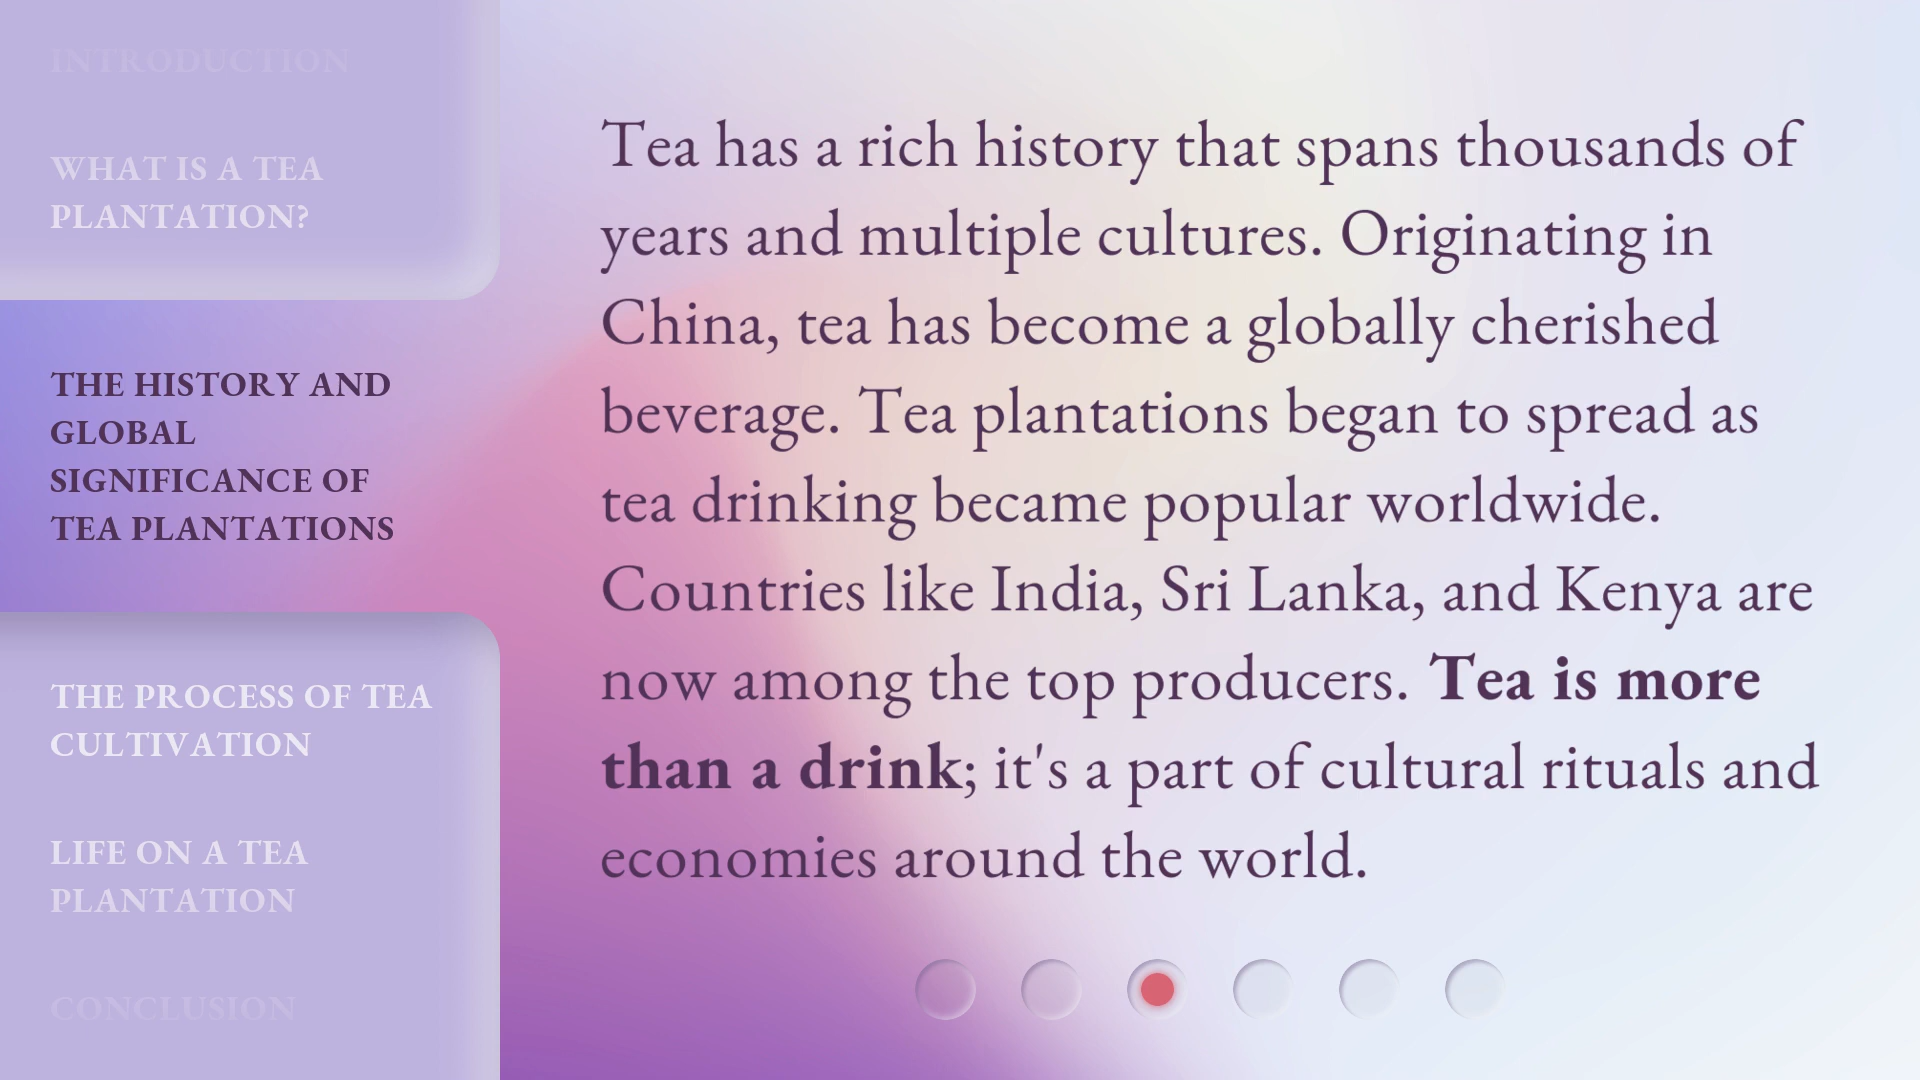 INTRODUCTION
WHAT IS A TEA
PLANTATION?
THE HISTORY AND
GLOBAL
SIGNIFICANCE OF
TEA PLANTATIONS
THE PROCESS OF TEA
CULTIVATION
LIFE ON A TEA
PLANTATION
CONCLUSION
Tea has a rich history that spans thousands of
years and multiple cultures. Originating in
China, tea has become a globally cherished
beverage. Tea plantations began to spread as
tea drinking became popular worldwide.
Countries like India, Sri Lanka, and Kenya are
now among the top producers. Tea is more
than a drink; it's a part of cultural rituals and
economies around the world.